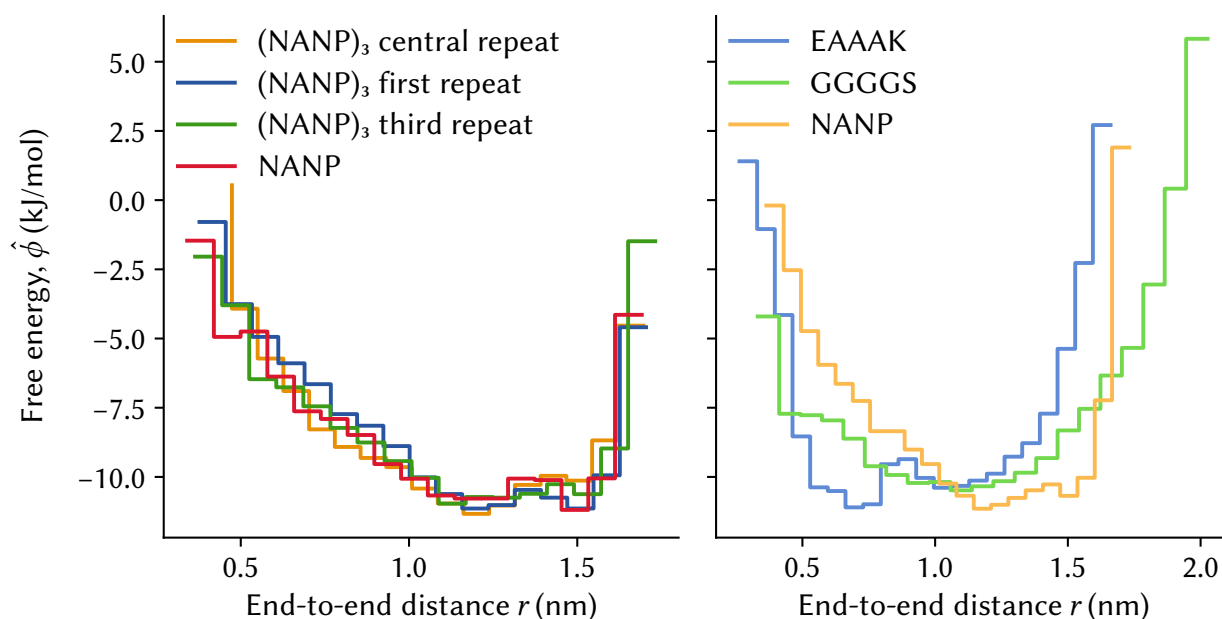 Free energy, ϕ̂ (kJ/mol)
5.0
2.5
0.0
−2.5
−5.0
−7.5
−10.0
(NANP)₃ central repeat
(NANP)₃ first repeat
(NANP)₃ third repeat
NANP
0.5 1.0 1.5
End-to-end distance r (nm)
EAAAK
GGGGS
NANP
0.5 1.0 1.5 2.0
End-to-end distance r (nm)